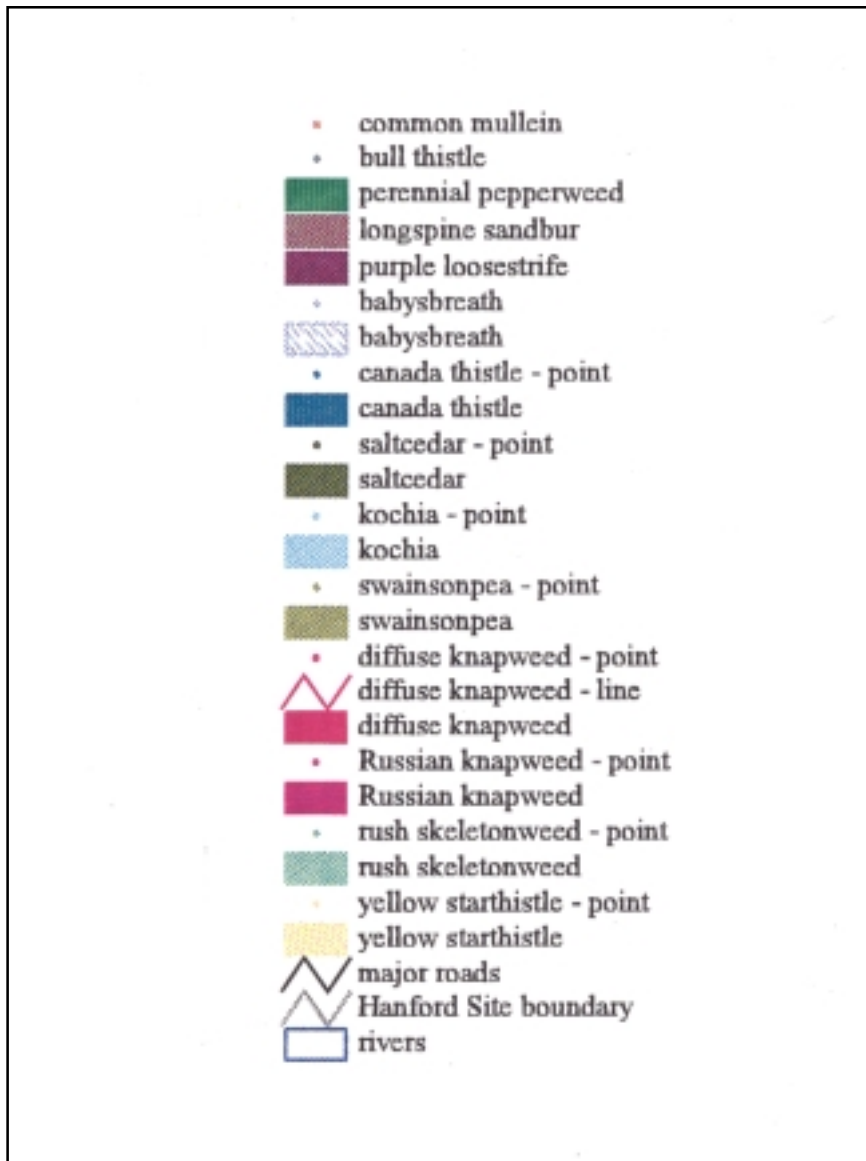 common mullein
bull thistle
perennial pepperweed
longspine sandbur
purple loosestrife
babysbreath
babysbreath
canada thistle - point
canada thistle
saltcedar - point
saltcedar
kochia - point
kochia
swainsonpea - point
swainsonpea
diffuse knapweed - point
diffuse knapweed - line
diffuse knapweed
Russian knapweed - point
Russian knapweed
rush skeletonweed - point
rush skeletonweed
yellow starthistle - point
yellow starthistle
major roads
Hanford Site boundary
rivers